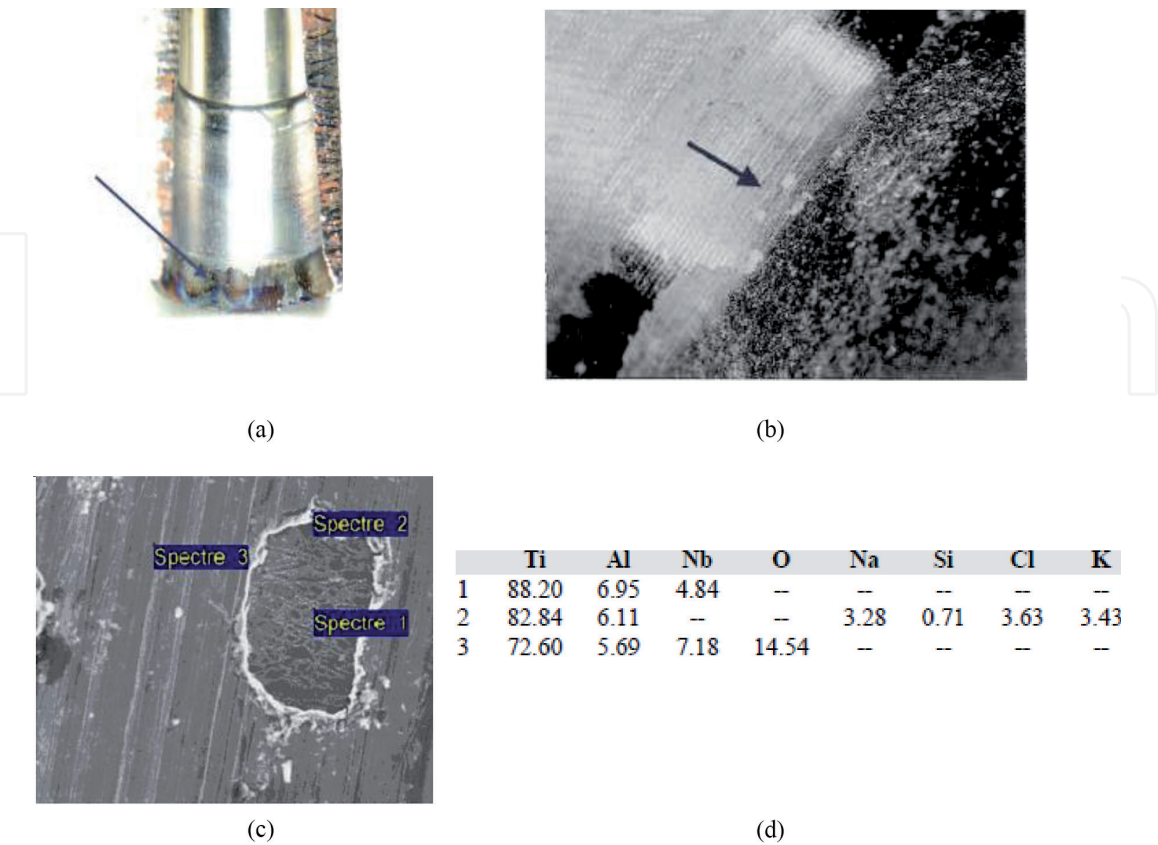 (a)
(b)
Spectre 2
Spectre 3
Spectre 1
Ti Al Nb O Na Si Cl K
1 88.20 6.95 4.84 -- -- -- -- --
2 82.84 6.11 -- -- 3.28 0.71 3.63 3.43
3 72.60 5.69 7.18 14.54 -- -- -- --
(c)
(d)